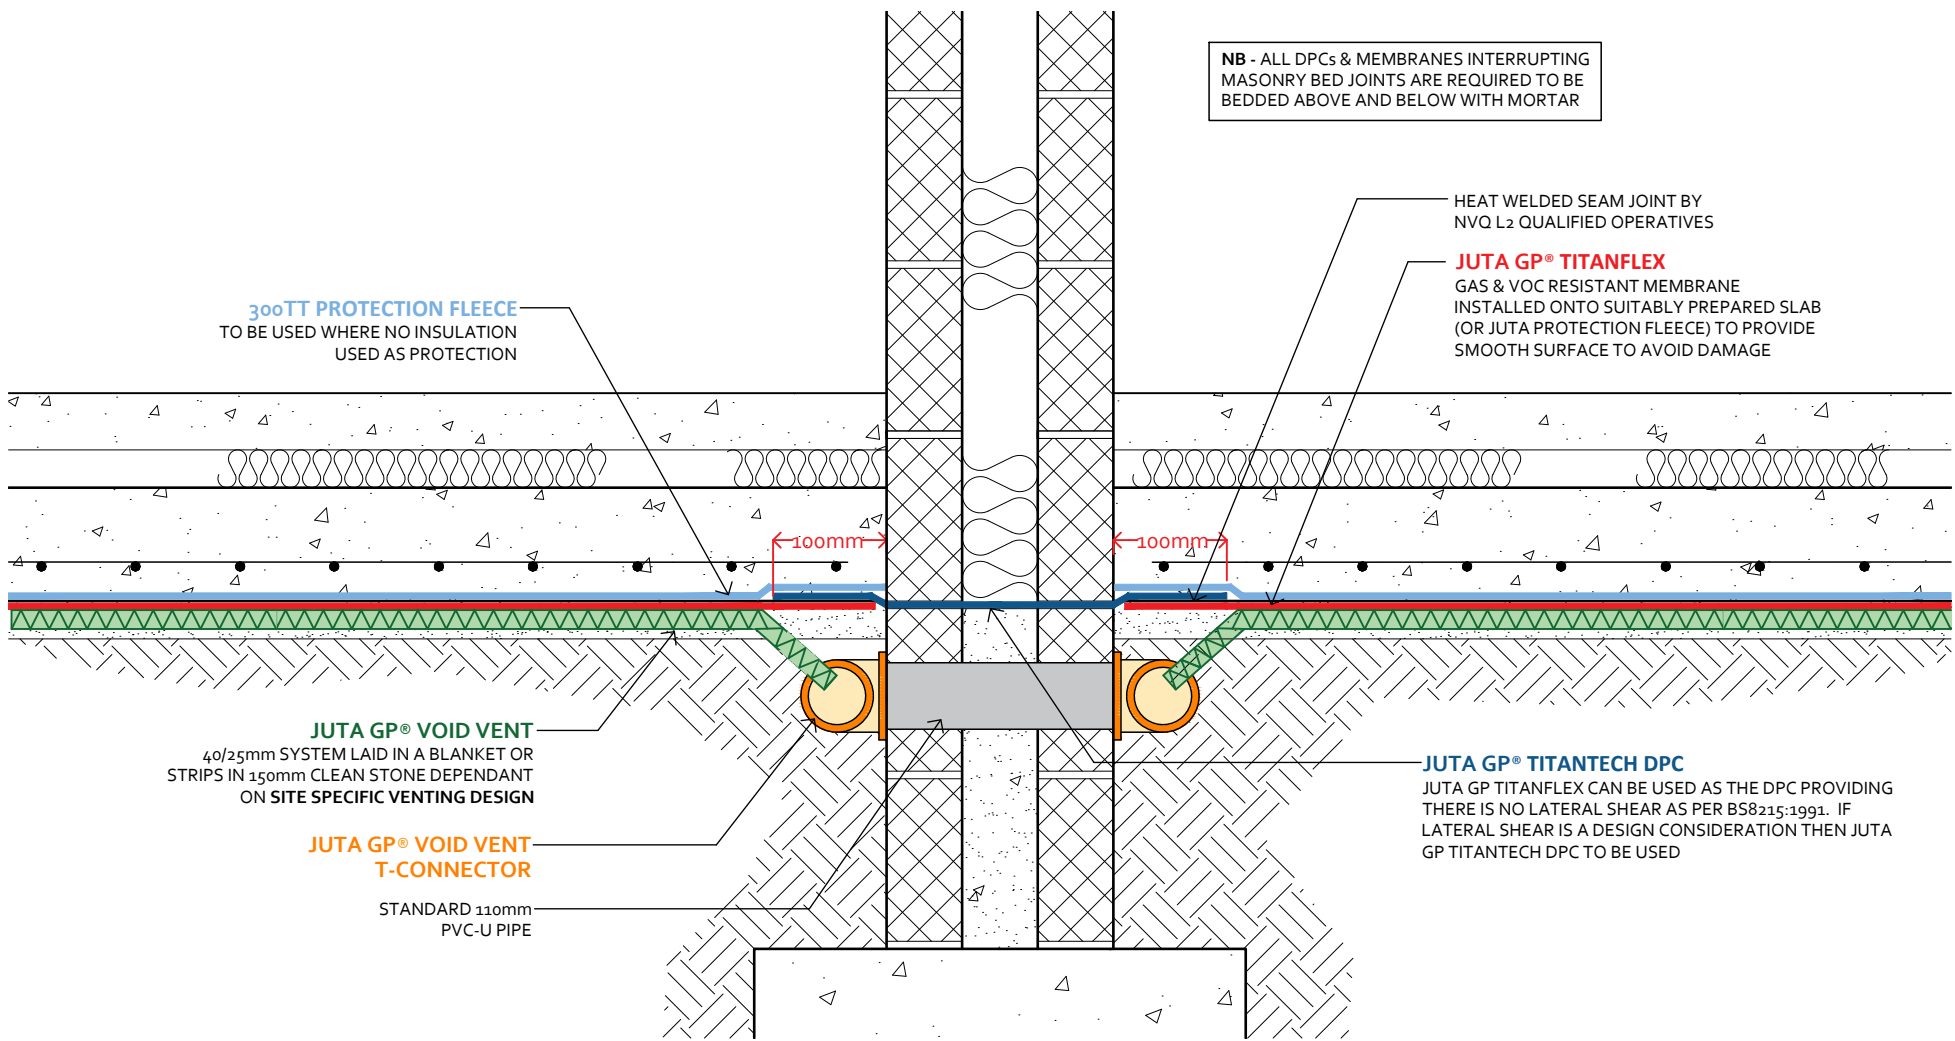 NB - ALL DPCs & MEMBRANES INTERRUPTING
MASONRY BED JOINTS ARE REQUIRED TO BE
BEDDED ABOVE AND BELOW WITH MORTAR
HEAT WELDED SEAM JOINT BY
NVQ L2 QUALIFIED OPERATIVES
JUTA GP® TITANFLEX
GAS & VOC RESISTANT MEMBRANE
INSTALLED ONTO SUITABLY PREPARED SLAB
(OR JUTA PROTECTION FLEECE) TO PROVIDE
SMOOTH SURFACE TO AVOID DAMAGE
300TT PROTECTION FLEECE
TO BE USED WHERE NO INSULATION
USED AS PROTECTION
100mm
100mm
JUTA GP® VOID VENT
40/25mm SYSTEM LAID IN A BLANKET OR
STRIPS IN 150mm CLEAN STONE DEPENDANT
ON SITE SPECIFIC VENTING DESIGN
JUTA GP® VOID VENT
T-CONNECTOR
STANDARD 110mm
PVC-U PIPE
JUTA GP® TITANTECH DPC
JUTA GP TITANFLEX CAN BE USED AS THE DPC PROVIDING
THERE IS NO LATERAL SHEAR AS PER BS8215:1991. IF
LATERAL SHEAR IS A DESIGN CONSIDERATION THEN JUTA
GP TITANTECH DPC TO BE USED